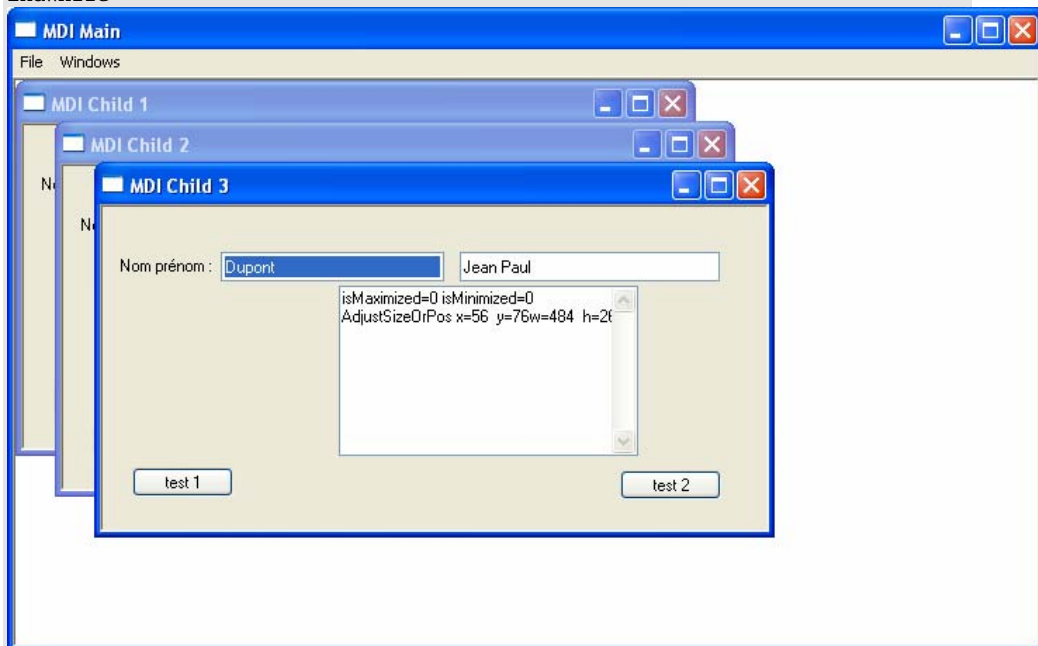 MDI Main
File Windows
MDI Child 1
MDI Child 2
MDI Child 3
Nom prénom : Dupont Jean Paul
isMaximized=0 isMinimized=0
AdjustSizeOrPos x=56 y=76w=484 h=26
test 1 test 2